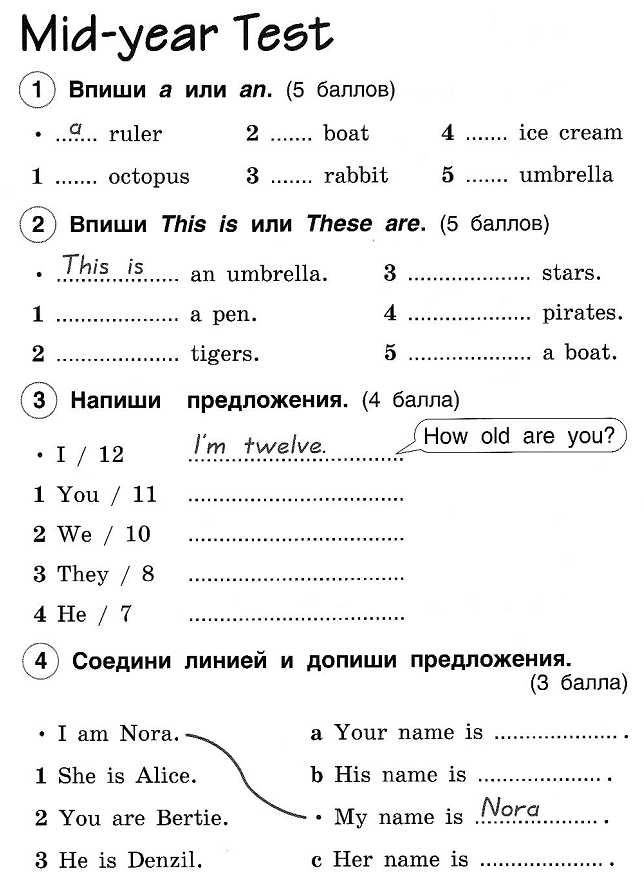 Mid-year Test
1 Впиши a или an. (5 баллов)
• ..a.. ruler 2 ....... boat 4 ....... ice cream
1 ....... octopus 3 ....... rabbit 5 ....... umbrella
2 Впиши This is или These are. (5 баллов)
• This is an umbrella. 3 .................... stars.
1 .................... a pen. 4 .................... pirates.
2 .................... tigers. 5 .................... a boat.
3 Напиши предложения. (4 балла)
How old are you?
• I / 12 I'm twelve.
1 You / 11 ...................................
2 We / 10 ...................................
3 They / 8 ...................................
4 He / 7 ...................................
4 Соедини линией и допиши предложения.
(3 балла)
• I am Nora. a Your name is .................... .
1 She is Alice. b His name is .................... .
2 You are Bertie. • My name is Nora .
3 He is Denzil. c Her name is .................... .